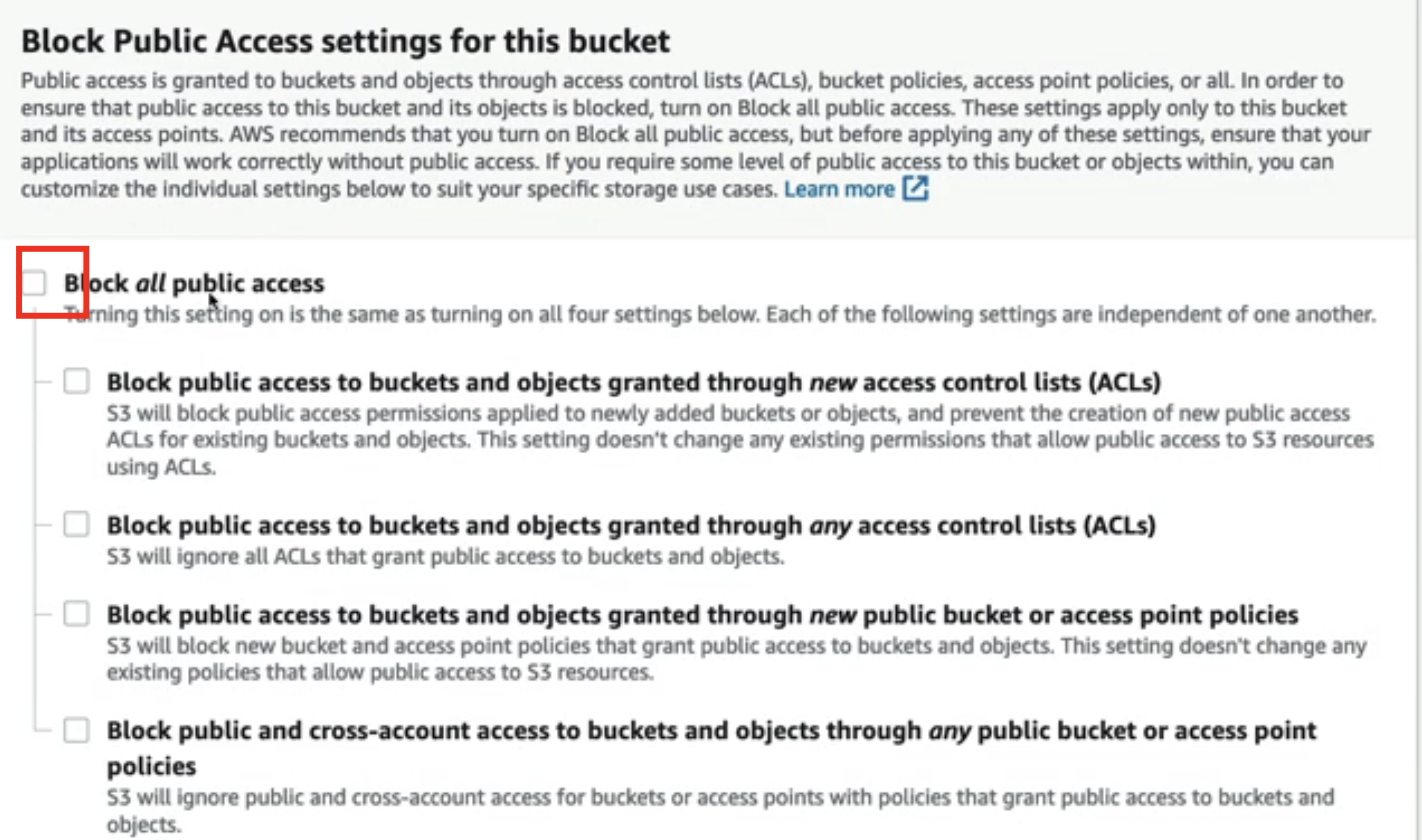 Block Public Access settings for this bucket
Public access is granted to buckets and objects through access control lists (ACLs), bucket policies, access point policies, or all. In order to
ensure that public access to this bucket and its objects is blocked, turn on Block all public access. These settings apply only to this bucket
and its access points. AWS recommends that you turn on Block all public access, but before applying any of these settings, ensure that your
applications will work correctly without public access. If you require some level of public access to this bucket or objects within, you can
customize the individual settings below to suit your specific storage use cases. Learn more
Block all public access
Turning this setting on is the same as turning on all four settings below. Each of the following settings are independent of one another.
Block public access to buckets and objects granted through new access control lists (ACLs)
S3 will block public access permissions applied to newly added buckets or objects, and prevent the creation of new public access
ACLs for existing buckets and objects. This setting doesn't change any existing permissions that allow public access to S3 resources
using ACLs.
Block public access to buckets and objects granted through any access control lists (ACLs)
S3 will ignore all ACLs that grant public access to buckets and objects.
Block public access to buckets and objects granted through new public bucket or access point policies
S3 will block new bucket and access point policies that grant public access to buckets and objects. This setting doesn't change any
existing policies that allow public access to S3 resources.
Block public and cross-account access to buckets and objects through any public bucket or access point
policies
S3 will ignore public and cross-account access for buckets or access points with policies that grant public access to buckets and
objects.